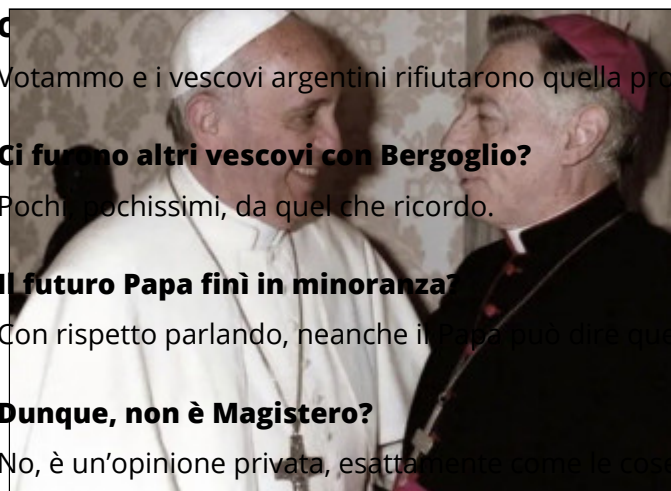 Votammo e i vescovi argentini rifiutarono quella
Ci furono altri vescovi con Bergoglio?
Pochi, pochissimi, da quel che ricordo.
Il futuro Papa finì in minoranza?
Con rispetto parlando, neanche il Papa può dire
Dunque, non è Magistero?
No, è un’opinione privata, esattamente come le